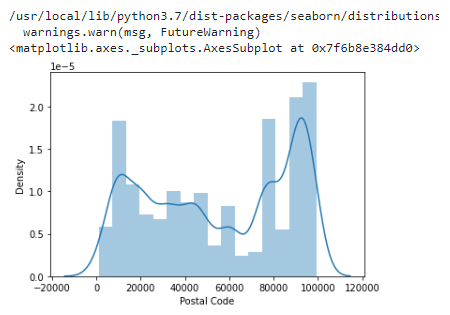 /usr/local/lib/python3.7/dist-packages/seaborn/distributions
warnings.warn(msg, FutureWarning)
<matplotlib.axes._subplots.AxesSubplot at 0x7f6b8e384dd0>
1e−5
2.0
1.5
1.0
0.5
0.0
Density
−20000 0 20000 40000 60000 80000 100000 120000
Postal Code